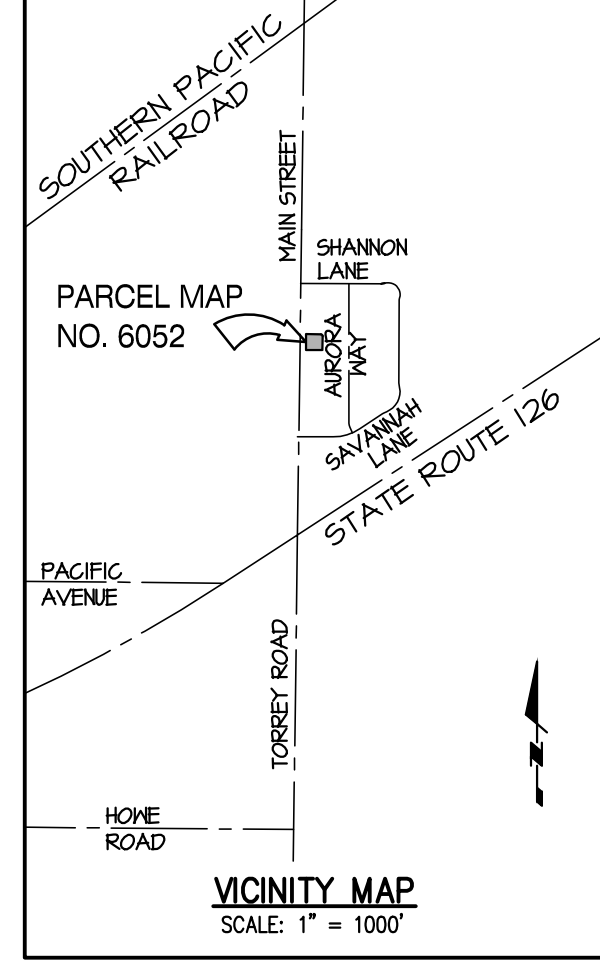 SOUTHERN PACIFIC
RAILROAD
MAIN STREET
SHANNON
LANE
PARCEL MAP
NO. 6052
AURORA
WAY
SAVANNAH
LANE
STATE ROUTE 126
PACIFIC
AVENUE
TORREY ROAD
N
HOWE
ROAD
VICINITY MAP
SCALE: 1" = 1000'